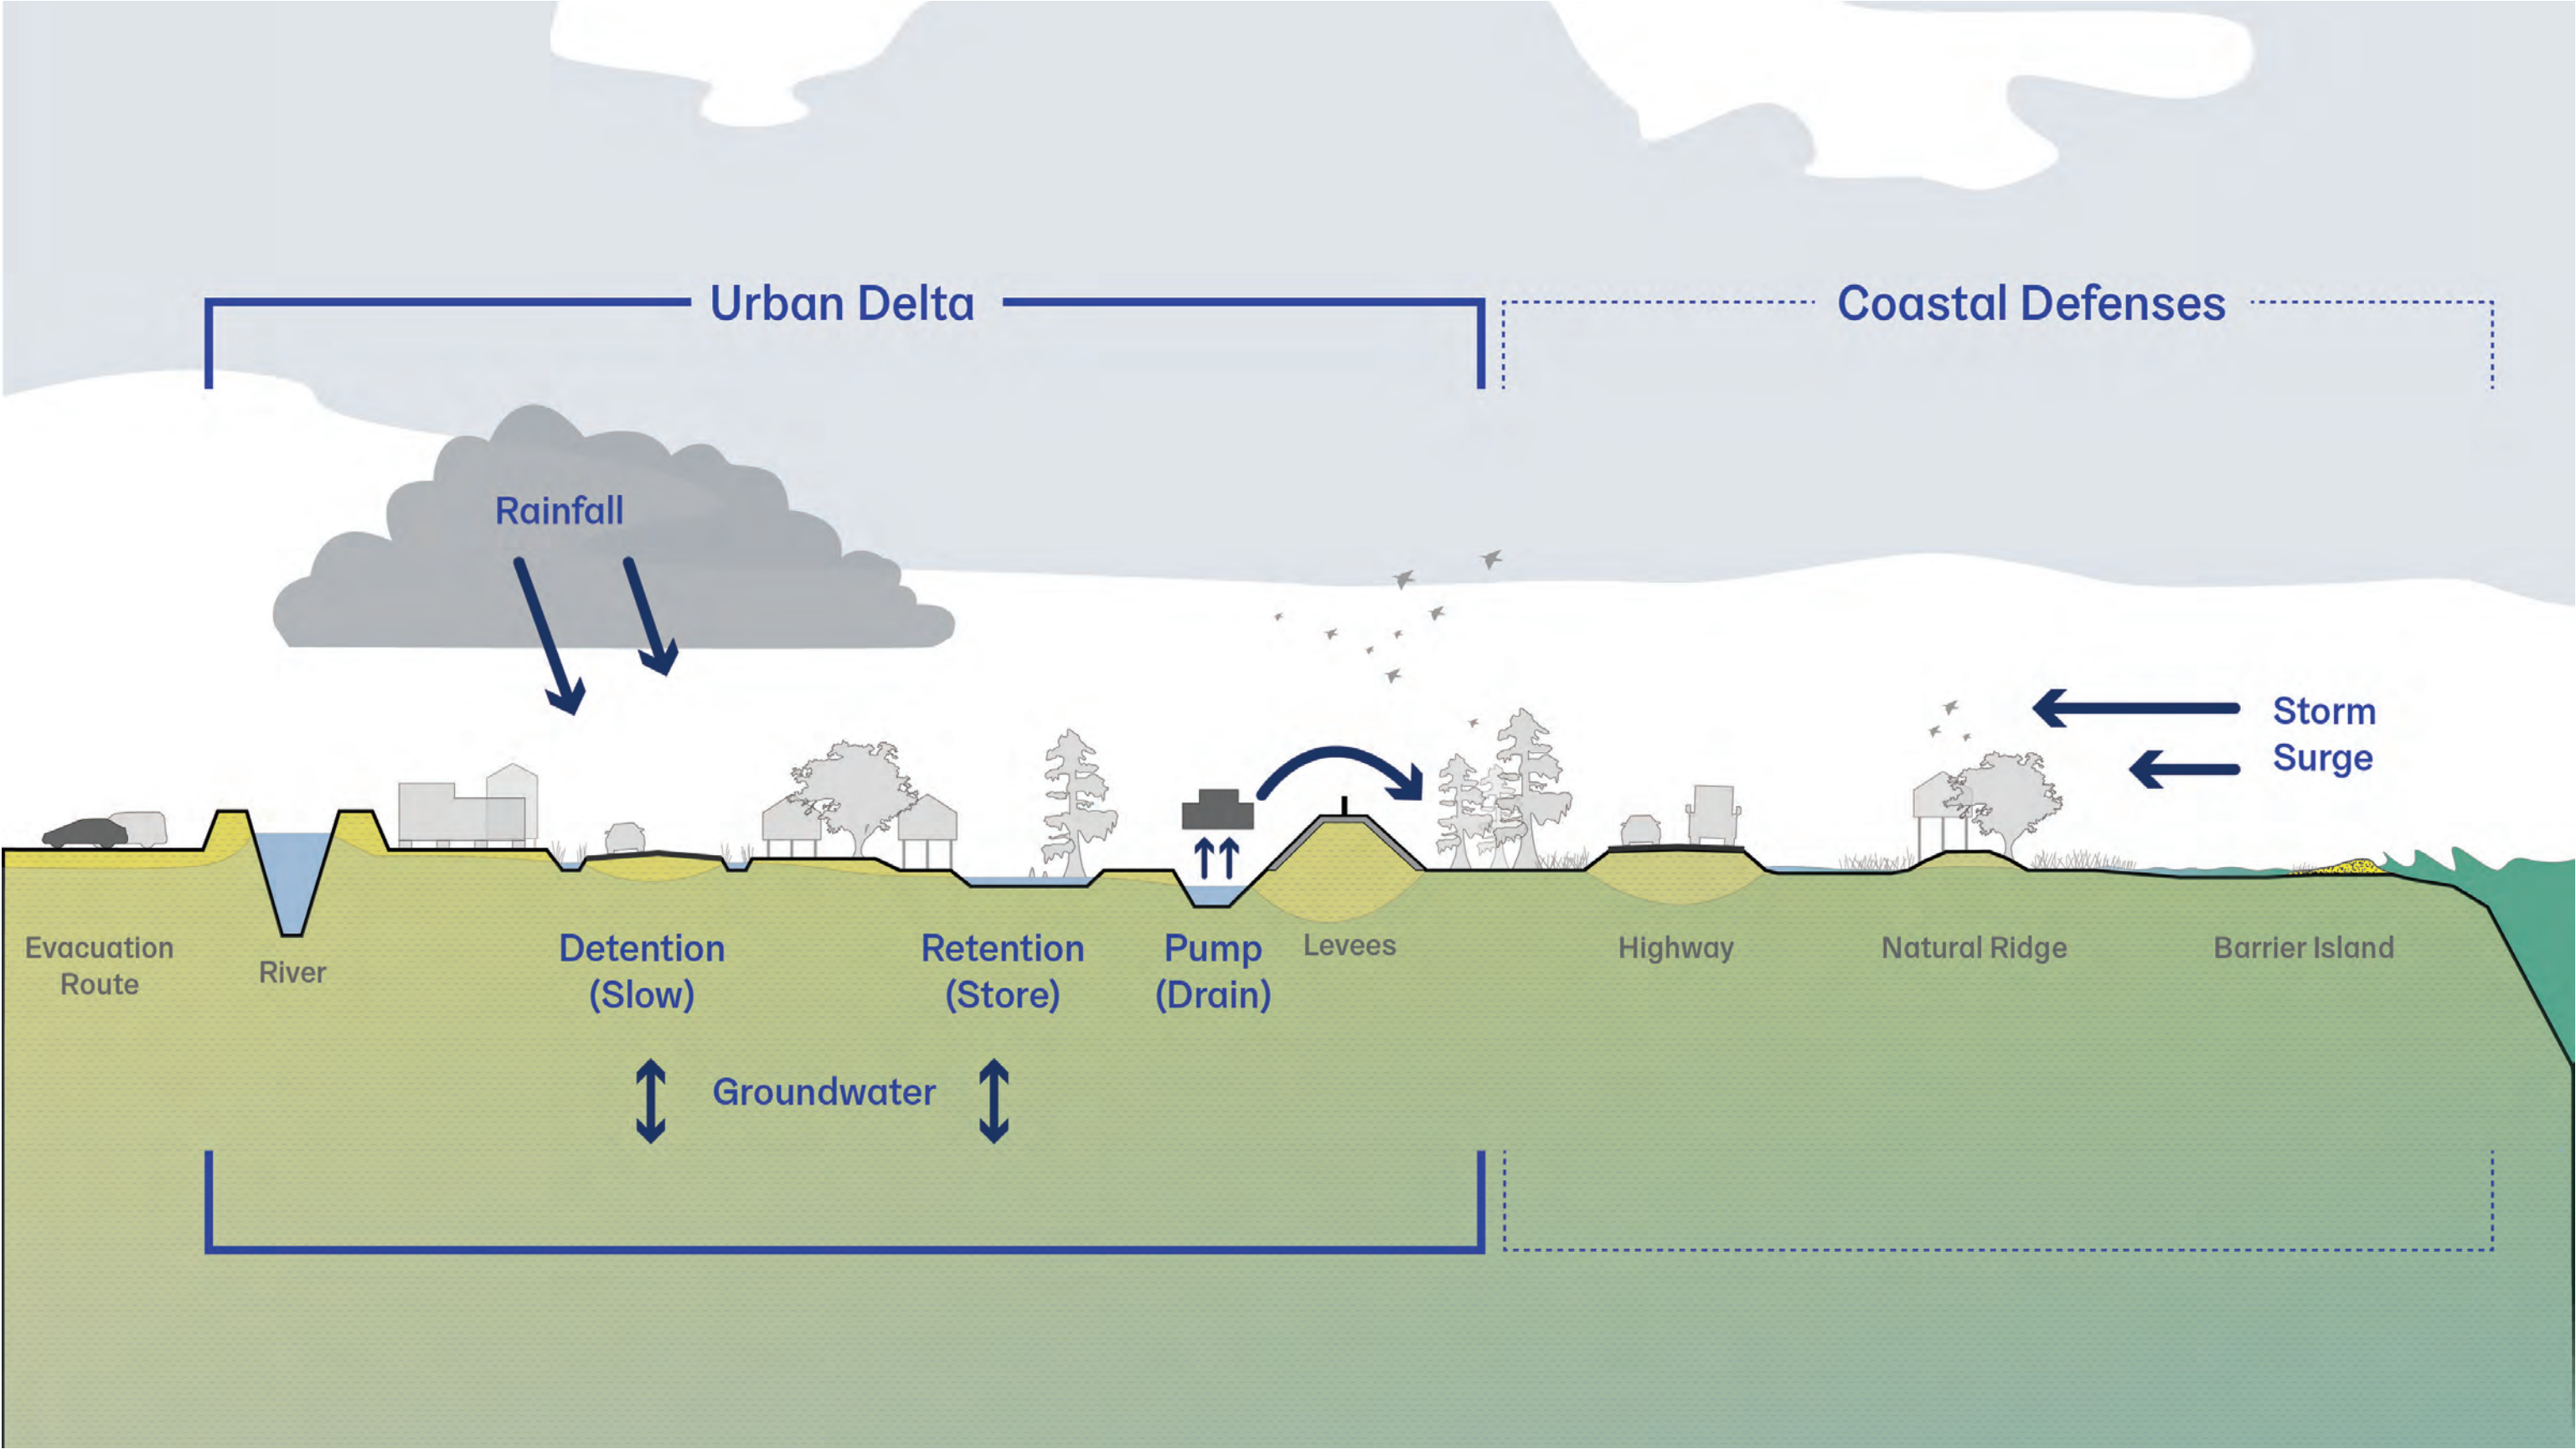 Urban Delta
Coastal Defenses
Rainfall
Storm
Surge
Evacuation
Route
River
Detention
(Slow)
Retention
(Store)
Pump
(Drain)
Levees
Highway
Natural Ridge
Barrier Island
Groundwater